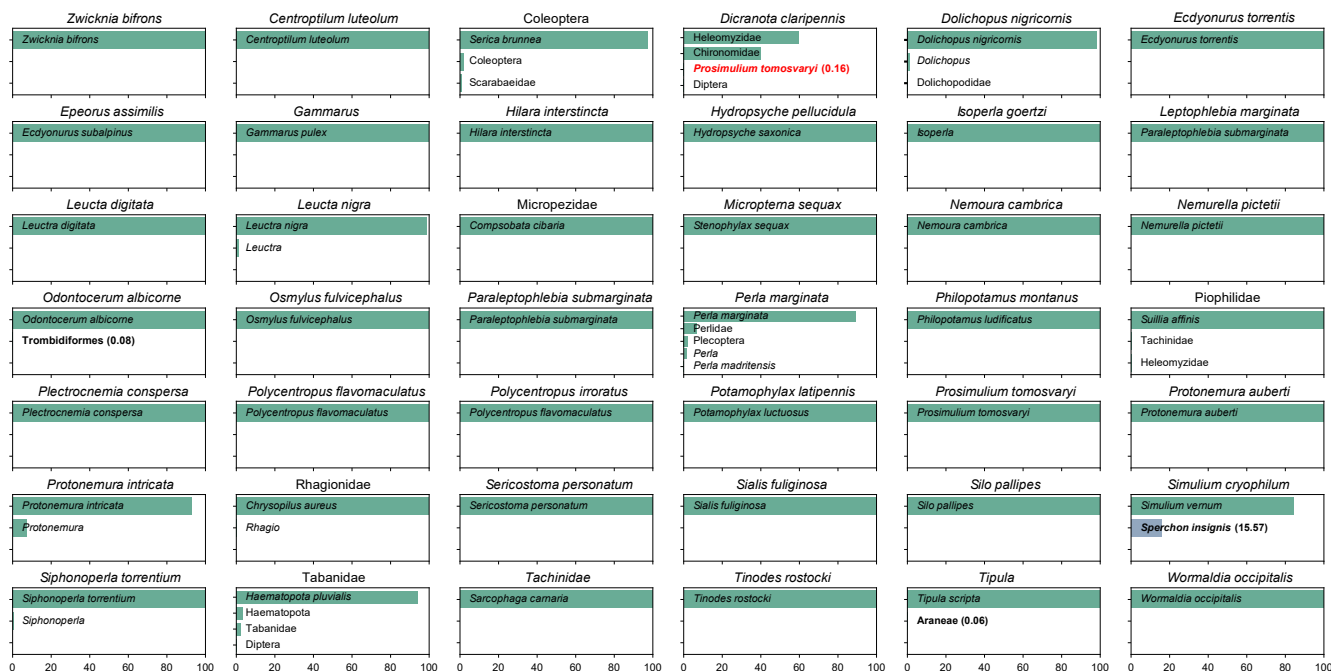 Zwicknia bifrons
Zwicknia bifrons
Centroptilum luteolum
Centroptilum luteolum
Coleoptera
Serica brunnea
Coleoptera
Scarabaeidae
Dicranota claripennis
Heleomyzidae
Chironomidae
Prosimulium tomosvaryi (0.16)
Diptera
Dolichopus nigricornis
Dolichopus nigricornis
Dolichopus
Dolichopodidae
Ecdyonurus torrentis
Ecdyonurus torrentis
Epeorus assimilis
Ecdyonurus subalpinus
Gammarus
Gammarus pulex
Hilara interstincta
Hilara interstincta
Hydropsyche pellucidula
Hydropsyche saxonica
Isoperla goertzi
Isoperla
Leptophlebia marginata
Paraleptophlebia submarginata
Leucta digitata
Leuctra digitata
Leucta nigra
Leuctra nigra
Leuctra
Micropezidae
Compsobata cibaria
Micropterna sequax
Stenophylax sequax
Nemoura cambrica
Nemoura cambrica
Nemurella pictetii
Nemurella pictetii
Odontocerum albicorne
Odontocerum albicorne
Trombidiformes (0.08)
Osmylus fulvicephalus
Osmylus fulvicephalus
Paraleptophlebia submarginata
Paraleptophlebia submarginata
Perla marginata
Perla marginata
Perlidae
Plecoptera
Perla
Perla madritensis
Philopotamus montanus
Philopotamus ludificatus
Piophilidae
Suillia affinis
Tachinidae
Heleomyzidae
Plectrocnemia conspersa
Plectrocnemia conspersa
Polycentropus flavomaculatus
Polycentropus flavomaculatus
Polycentropus irroratus
Polycentropus flavomaculatus
Potamophylax latipennis
Potamophylax luctuosus
Prosimulium tomosvaryi
Prosimulium tomosvaryi
Protonemura auberti
Protonemura auberti
Protonemura intricata
Protonemura intricata
Protonemura
Rhagionidae
Chrysopilus aureus
Rhagio
Sericostoma personatum
Sericostoma personatum
Sialis fuliginosa
Sialis fuliginosa
Silo pallipes
Silo pallipes
Simulium cryophilum
Simulium vernum
Sperchon insignis (15.57)
Siphonoperla torrentium
Siphonoperla torrentium
Siphonoperla
Tabanidae
Haematopota pluvialis
Haematopota
Tabanidae
Diptera
Tachinidae
Sarcophaga carnaria
Tinodes rostocki
Tinodes rostocki
Tipula
Tipula scripta
Araneae (0.06)
Wormaldia occipitalis
Wormaldia occipitalis
0 20 40 60 80 100
0 20 40 60 80 100
0 20 40 60 80 100
0 20 40 60 80 100
0 20 40 60 80 100
0 20 40 60 80 100